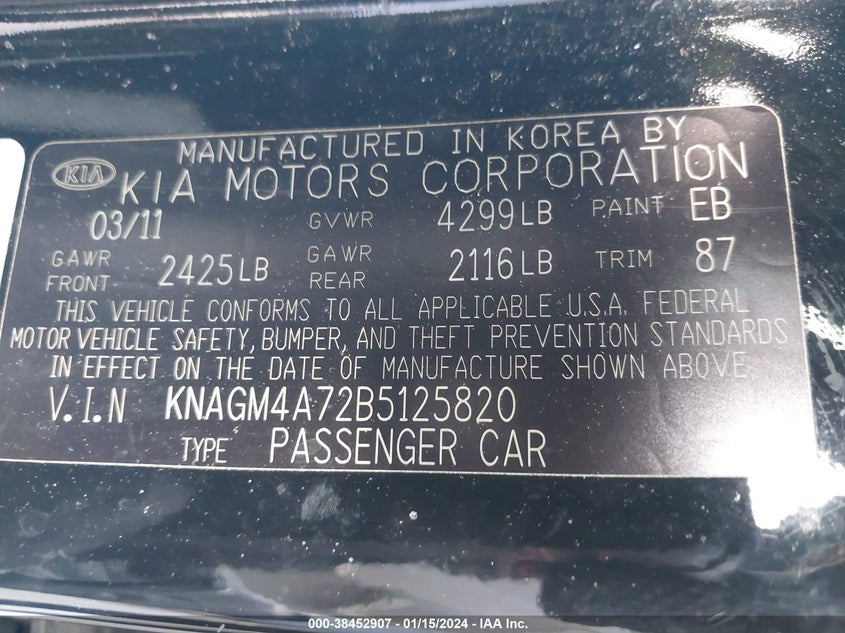 MANUFACTURED IN KOREA BY
KIA KIA MOTORS CORPORATION
03/11 GVWR 4299LB PAINT EB
GAWR FRONT 2425LB GAWR REAR 2116LB TRIM 87
THIS VEHICLE CONFORMS TO ALL APPLICABLE U.S.A. FEDERAL
MOTOR VEHICLE SAFETY, BUMPER, AND THEFT PREVENTION STANDARDS
IN EFFECT ON THE DATE OF MANUFACTURE SHOWN ABOVE
V.I.N KNAGM4A72B5125820
TYPE PASSENGER CAR
000-38452907 - 01/15/2024 - IAA Inc.